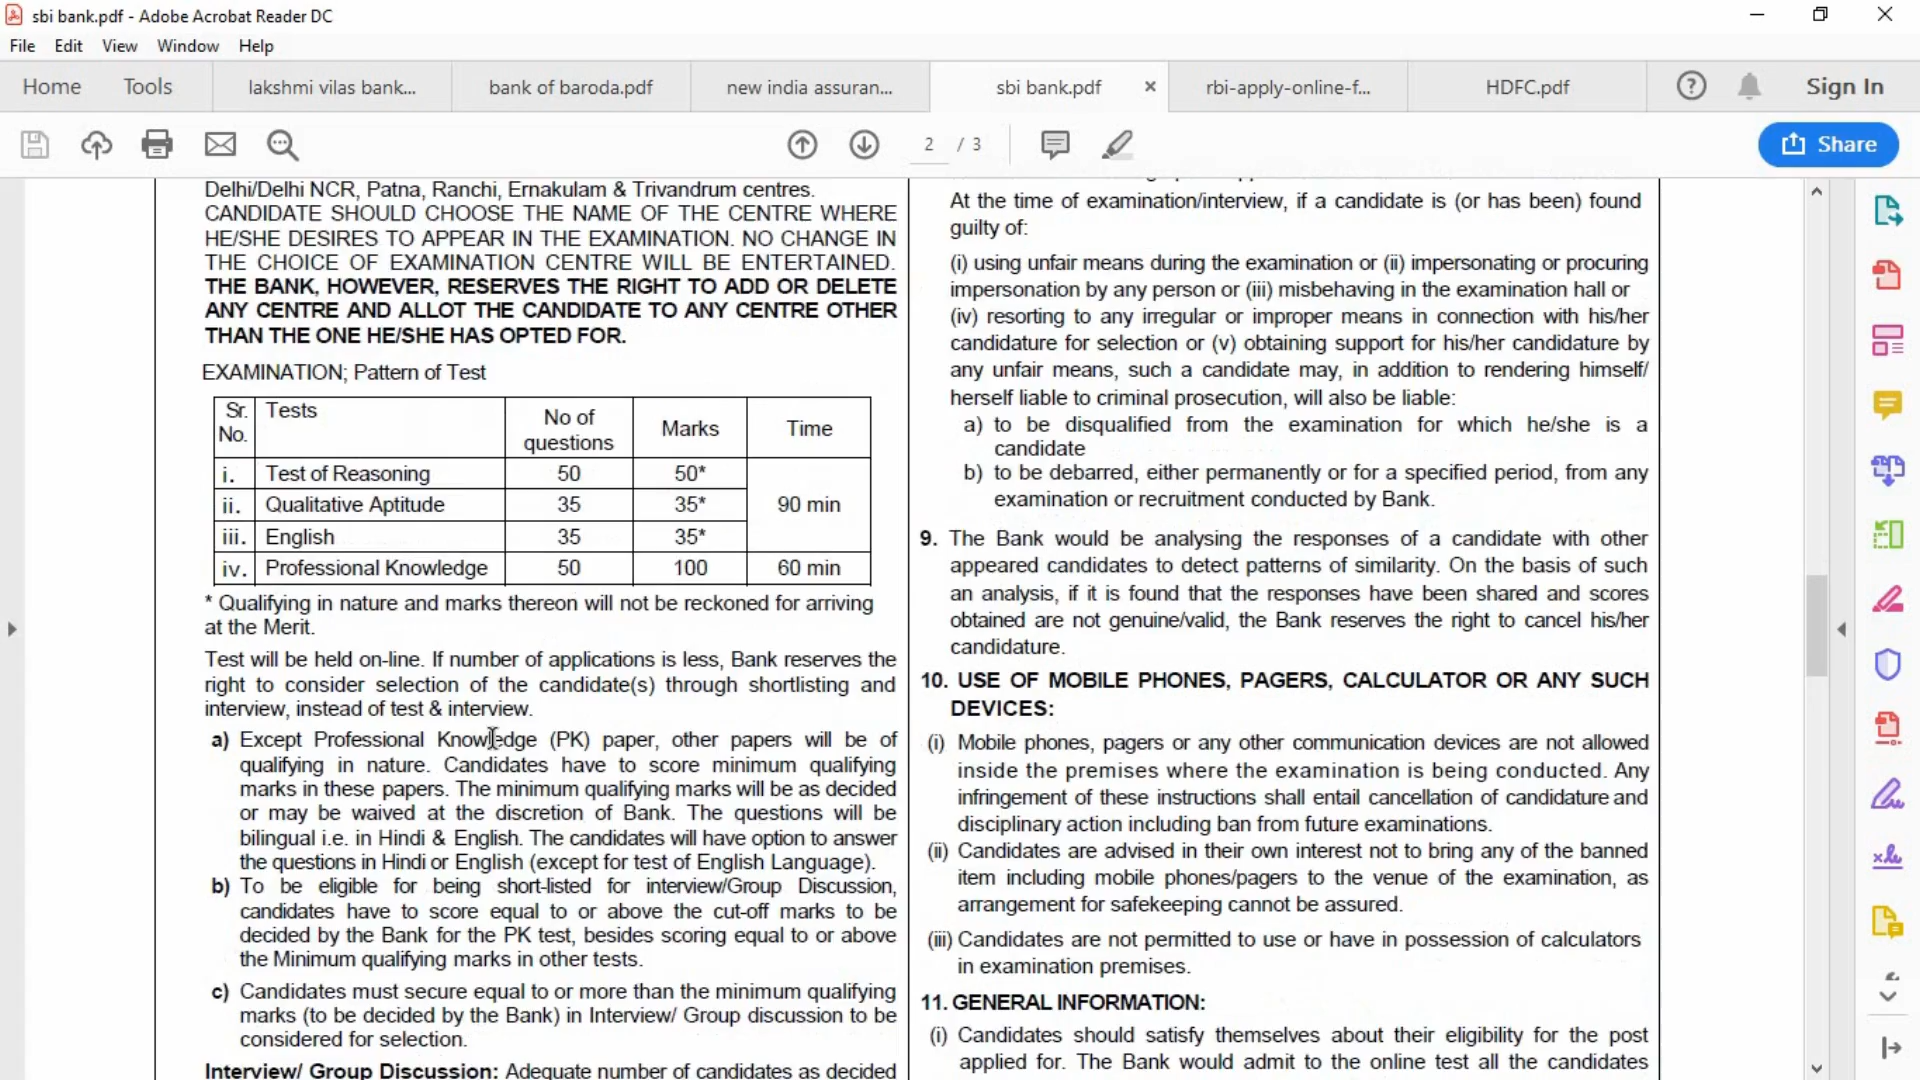 sbi bank.pdf - Adobe Acrobat Reader DC
File Edit View Window Help
Home Tools lakshmi vilas bank... bank of baroda.pdf new india assuran... sbi bank.pdf rbi-apply-online-f... HDFC.pdf Sign In
2 / 3 Share
Delhi/Delhi NCR, Patna, Ranchi, Ernakulam & Trivandrum centres.
CANDIDATE SHOULD CHOOSE THE NAME OF THE CENTRE WHERE
HE/SHE DESIRES TO APPEAR IN THE EXAMINATION. NO CHANGE IN
THE CHOICE OF EXAMINATION CENTRE WILL BE ENTERTAINED.
THE BANK, HOWEVER, RESERVES THE RIGHT TO ADD OR DELETE
ANY CENTRE AND ALLOT THE CANDIDATE TO ANY CENTRE OTHER
THAN THE ONE HE/SHE HAS OPTED FOR.
EXAMINATION; Pattern of Test
Sr. No. Tests No of questions Marks Time
i. Test of Reasoning 50 50* 90 min
ii. Qualitative Aptitude 35 35*
iii. English 35 35*
iv. Professional Knowledge 50 100 60 min
* Qualifying in nature and marks thereon will not be reckoned for arriving
at the Merit.
Test will be held on-line. If number of applications is less, Bank reserves the
right to consider selection of the candidate(s) through shortlisting and
interview, instead of test & interview.
a) Except Professional Knowledge (PK) paper, other papers will be of
qualifying in nature. Candidates have to score minimum qualifying
marks in these papers. The minimum qualifying marks will be as decided
or may be waived at the discretion of Bank. The questions will be
bilingual i.e. in Hindi & English. The candidates will have option to answer
the questions in Hindi or English (except for test of English Language).
b) To be eligible for being short-listed for interview/Group Discussion,
candidates have to score equal to or above the cut-off marks to be
decided by the Bank for the PK test, besides scoring equal to or above
the Minimum qualifying marks in other tests.
c) Candidates must secure equal to or more than the minimum qualifying
marks (to be decided by the Bank) in Interview/ Group discussion to be
considered for selection.
Interview/ Group Discussion: Adequate number of candidates as decided
At the time of examination/interview, if a candidate is (or has been) found
guilty of:
(i) using unfair means during the examination or (ii) impersonating or procuring
impersonation by any person or (iii) misbehaving in the examination hall or
(iv) resorting to any irregular or improper means in connection with his/her
candidature for selection or (v) obtaining support for his/her candidature by
any unfair means, such a candidate may, in addition to rendering himself/
herself liable to criminal prosecution, will also be liable:
a) to be disqualified from the examination for which he/she is a
candidate
b) to be debarred, either permanently or for a specified period, from any
examination or recruitment conducted by Bank.
9. The Bank would be analysing the responses of a candidate with other
appeared candidates to detect patterns of similarity. On the basis of such
an analysis, if it is found that the responses have been shared and scores
obtained are not genuine/valid, the Bank reserves the right to cancel his/her
candidature.
10. USE OF MOBILE PHONES, PAGERS, CALCULATOR OR ANY SUCH
DEVICES:
(i) Mobile phones, pagers or any other communication devices are not allowed
inside the premises where the examination is being conducted. Any
infringement of these instructions shall entail cancellation of candidature and
disciplinary action including ban from future examinations.
(ii) Candidates are advised in their own interest not to bring any of the banned
item including mobile phones/pagers to the venue of the examination, as
arrangement for safekeeping cannot be assured.
(iii) Candidates are not permitted to use or have in possession of calculators
in examination premises.
11. GENERAL INFORMATION:
(i) Candidates should satisfy themselves about their eligibility for the post
applied for. The Bank would admit to the online test all the candidates